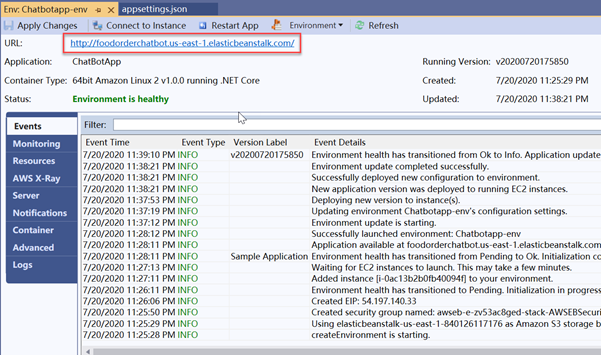 Env: Chatbotapp-env appsettings.json
Apply Changes Connect to Instance Restart App Environment Refresh
URL: http://foodorderchatbot.us-east-1.elasticbeanstalk.com/
Application: ChatBotApp Running Version: v20200720175850
Container Type: 64bit Amazon Linux 2 v1.0.0 running .NET Core Created: 7/20/2020 11:25:29 PM
Status: Environment is healthy Updated: 7/20/2020 11:38:21 PM
Events
Monitoring
Resources
AWS X-Ray
Server
Notifications
Container
Advanced
Logs
Filter:
Event Time Event Type Version Label Event Details
7/20/2020 11:39:10 PM INFO v20200720175850 Environment health has transitioned from Ok to Info. Application update
7/20/2020 11:38:21 PM INFO Environment update completed successfully.
7/20/2020 11:38:21 PM INFO Successfully deployed new configuration to environment.
7/20/2020 11:38:21 PM INFO New application version was deployed to running EC2 instances.
7/20/2020 11:37:53 PM INFO Deploying new version to instance(s).
7/20/2020 11:37:19 PM INFO Updating environment Chatbotapp-env's configuration settings.
7/20/2020 11:37:12 PM INFO Environment update is starting.
7/20/2020 11:28:12 PM INFO Successfully launched environment: Chatbotapp-env
7/20/2020 11:28:11 PM INFO Application available at foodorderchatbot.us-east-1.elasticbeanstalk
7/20/2020 11:28:11 PM INFO Sample Application Environment health has transitioned from Pending to Ok. Initialization co
7/20/2020 11:27:13 PM INFO Waiting for EC2 instances to launch. This may take a few minutes.
7/20/2020 11:27:11 PM INFO Added instance [i-0ac13b2b0fb40094f] to your environment.
7/20/2020 11:26:11 PM INFO Environment health has transitioned to Pending. Initialization in progress
7/20/2020 11:26:06 PM INFO Created EIP: 54.197.140.33
7/20/2020 11:25:50 PM INFO Created security group named: awseb-e-zv53ac8ged-stack-AWSEBSecuri
7/20/2020 11:25:29 PM INFO Using elasticbeanstalk-us-east-1-840126117176 as Amazon S3 storage b
7/20/2020 11:25:28 PM INFO createEnvironment is starting.